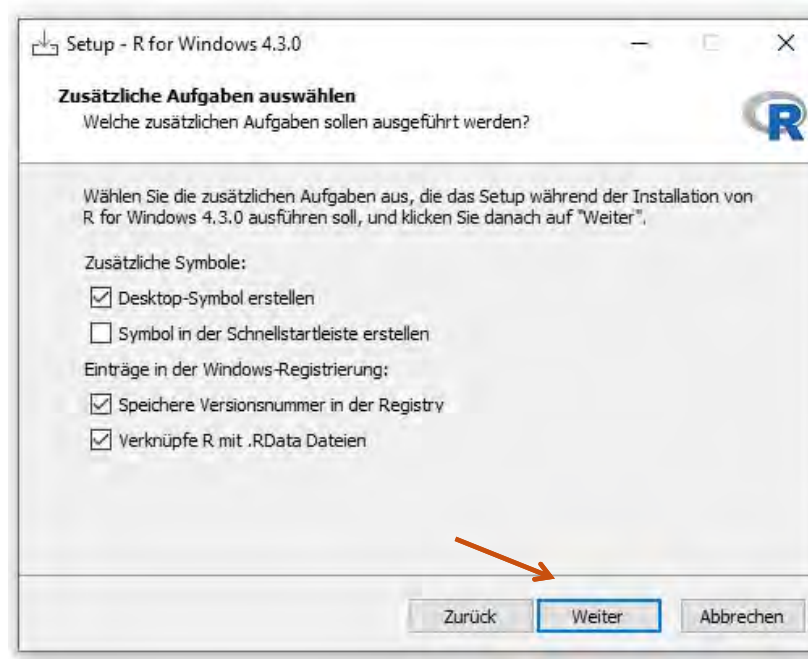 Setup - R for Windows 4.3.0
Zusätzliche Aufgaben auswählen
Welche zusätzlichen Aufgaben sollen ausgeführt werden?
R
Wählen Sie die zusätzlichen Aufgaben aus, die das Setup während der Installation von
R for Windows 4.3.0 ausführen soll, und klicken Sie danach auf "Weiter".
Zusätzliche Symbole:
Desktop-Symbol erstellen
Symbol in der Schnellstartleiste erstellen
Einträge in der Windows-Registrierung:
Speichere Versionsnummer in der Registry
Verknüpfe R mit .RData Dateien
Zurück Weiter Abbrechen